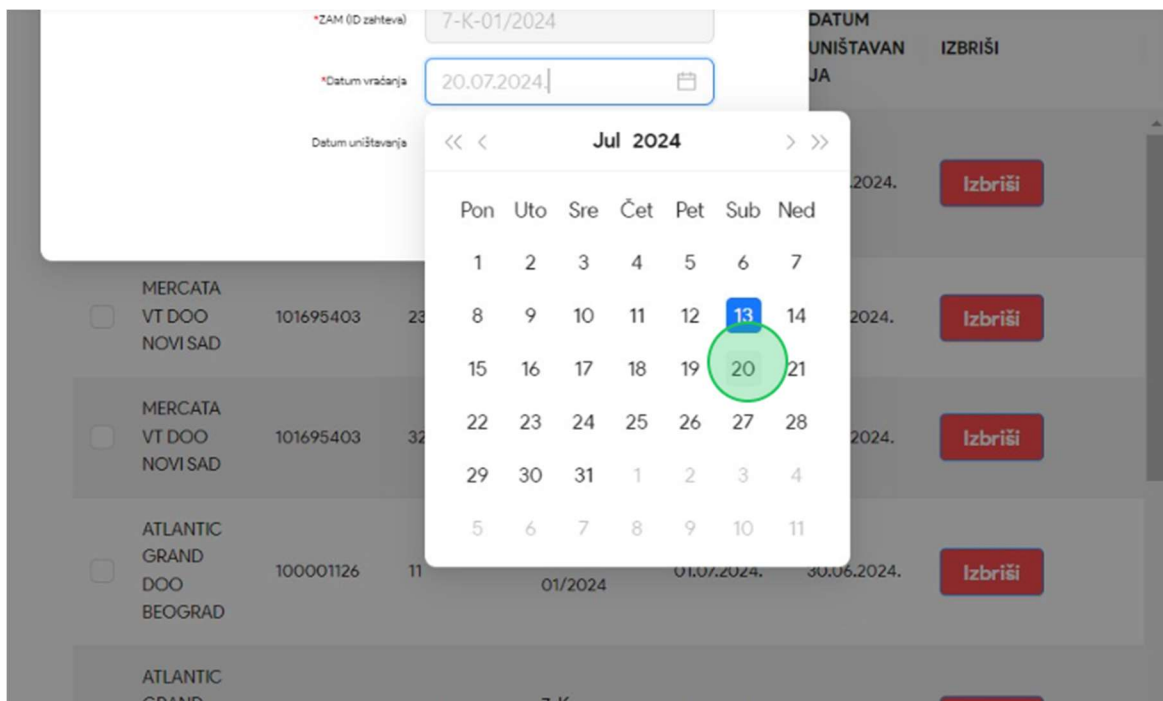 *ZAM (ID zahteva) 7-K-01/2024
*Datum vraćanja 20.07.2024.
Datum uništavanja
DATUM
UNIŠTAVAN
JA
IZBRIŠI
<< < Jul 2024 > >>
Pon Uto Sre Čet Pet Sub Ned
1 2 3 4 5 6 7
8 9 10 11 12 13 14
15 16 17 18 19 20 21
22 23 24 25 26 27 28
29 30 31 1 2 3 4
5 6 7 8 9 10 11
.2024. Izbriši
MERCATA
VT DOO
NOVI SAD
101695403 23 2024. Izbriši
MERCATA
VT DOO
NOVI SAD
101695403 32 2024. Izbriši
ATLANTIC
GRAND
DOO
BEOGRAD
100001126 11 01/2024 01.07.2024. 30.06.2024. Izbriši
ATLANTIC